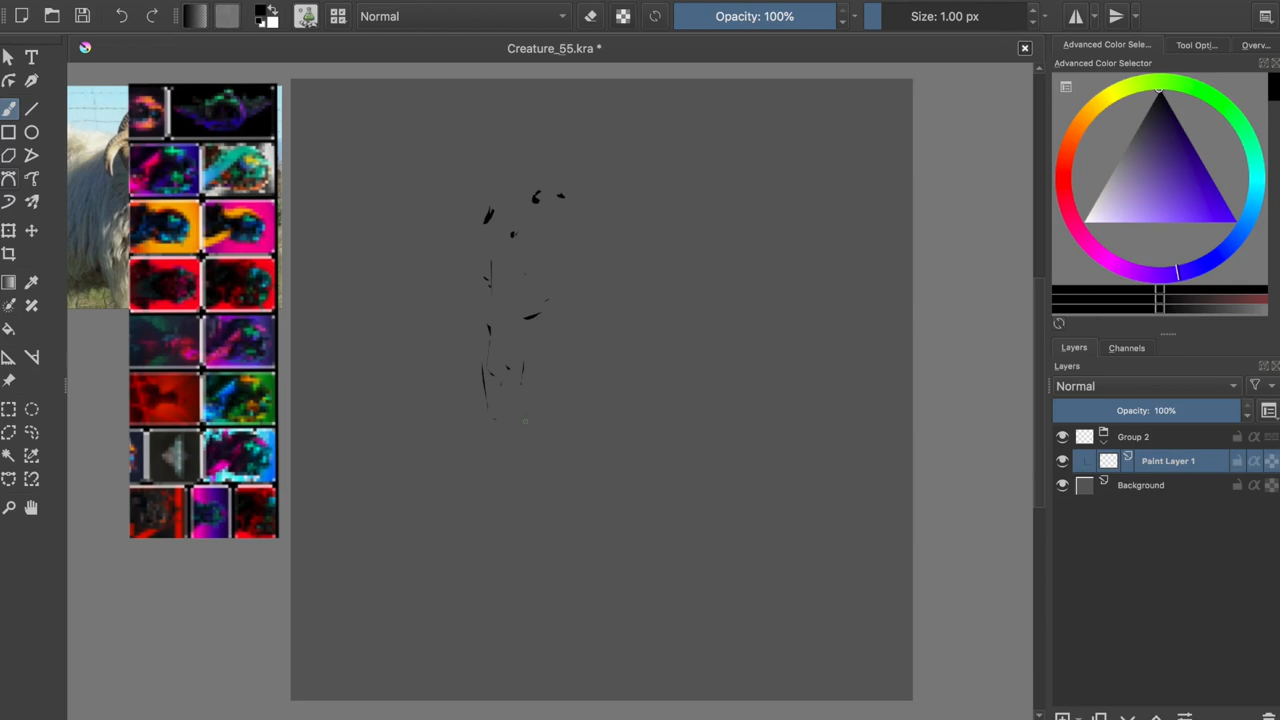 Normal
Opacity: 100%
Size: 1.00 px
Creature_55.kra *
Advanced Color Sele...
Tool Opti...
Overv...
Advanced Color Selector
Layers
Channels
Layers
Normal
Opacity: 100%
Group 2
Paint Layer 1
Background